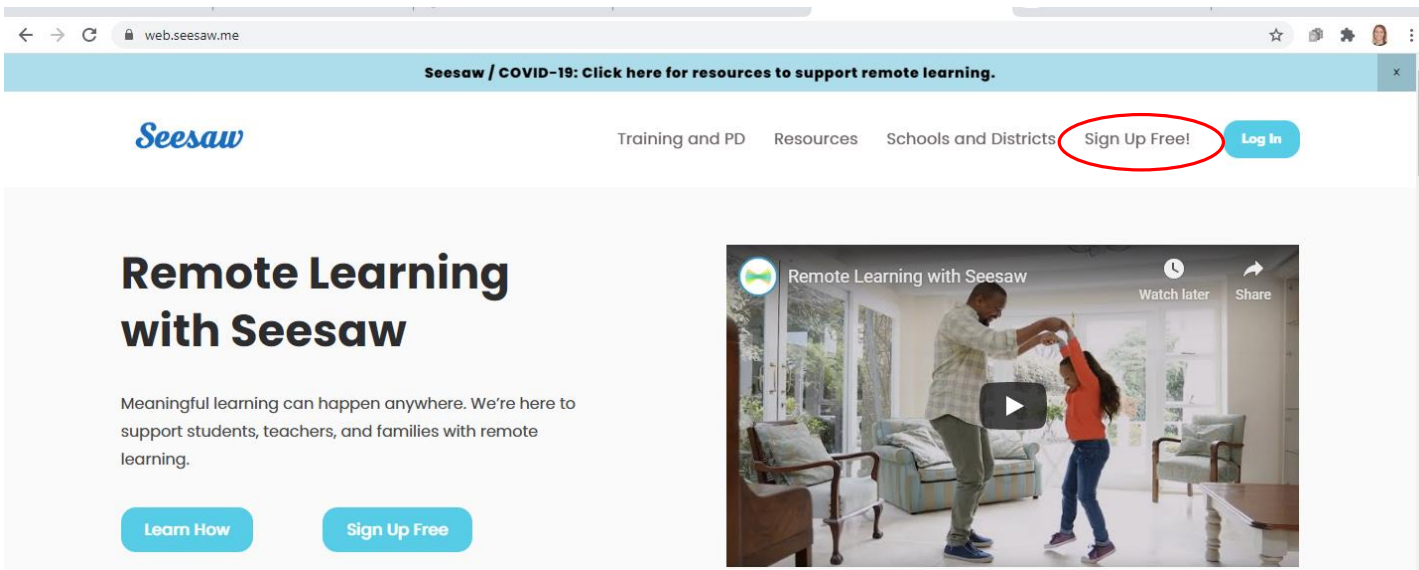 web.seesaw.me
Seesaw / COVID-19: Click here for resources to support remote learning.
x
Seesaw
Training and PD Resources Schools and Districts Sign Up Free! Log In
Remote Learning
with Seesaw
Meaningful learning can happen anywhere. We're here to
support students, teachers, and families with remote
learning.
Learn How Sign Up Free
Remote Learning with Seesaw
Watch later Share